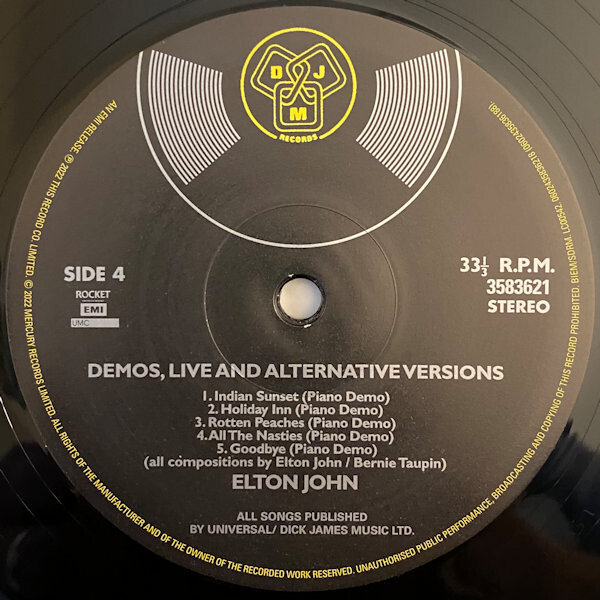 D J
M
RECORDS
SIDE 4
ROCKET
EMI
UMC
33⅓ R.P.M.
3583621
STEREO
DEMOS, LIVE AND ALTERNATIVE VERSIONS
1. Indian Sunset (Piano Demo)
2. Holiday Inn (Piano Demo)
3. Rotten Peaches (Piano Demo)
4. All The Nasties (Piano Demo)
5. Goodbye (Piano Demo)
(all compositions by Elton John / Bernie Taupin)
ELTON JOHN
ALL SONGS PUBLISHED
BY UNIVERSAL/ DICK JAMES MUSIC LTD.
AN EMI RELEASE. ℗ 2022 THIS RECORD CO. LIMITED. © 2022 MERCURY RECORDS LIMITED. ALL RIGHTS OF THE MANUFACTURER AND OF THE OWNER OF THE RECORDED WORK RESERVED. UNAUTHORISED PUBLIC PERFORMANCE, BROADCASTING AND COPYING OF THIS RECORD PROHIBITED. BIEM/SDRM. LC00542.